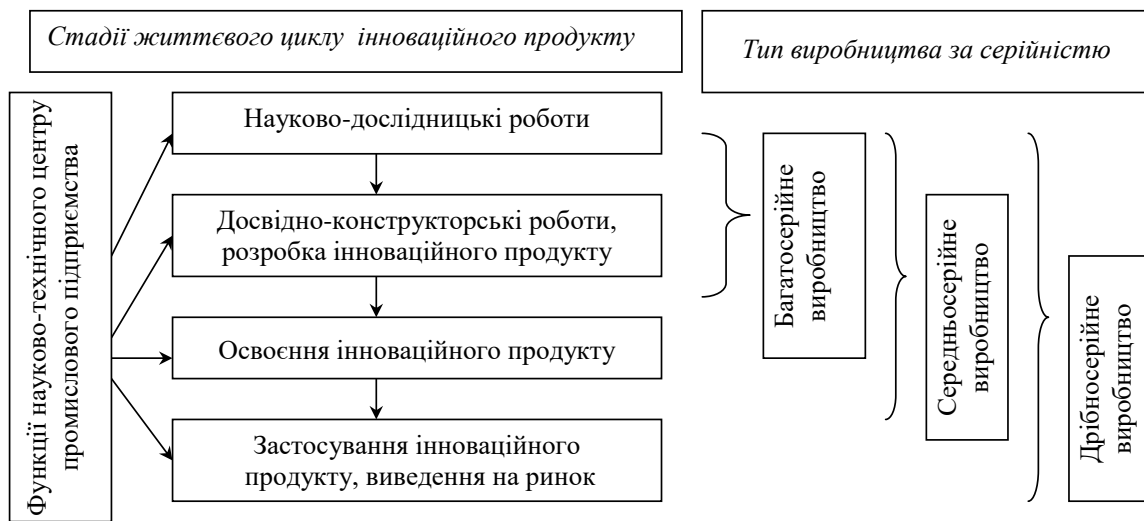 Стадії життєвого циклу інноваційного продукту
Тип виробництва за серійністю
Функції науково-технічного центру
промислового підприємства
Науково-дослідницькі роботи
Досвідно-конструкторські роботи,
розробка інноваційного продукту
Освоєння інноваційного продукту
Застосування інноваційного
продукту, виведення на ринок
Багатосерійне
виробництво
Середньосерійне
виробництво
Дрібносерійне
виробництво